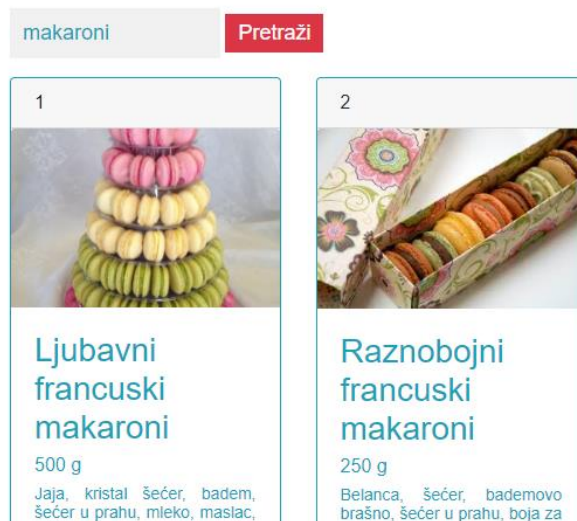 makaroni Pretraži
1
Ljubavni
francuski
makaroni
500 g
Jaja, kristal šećer, badem,
šećer u prahu, mleko, maslac,
2
Raznobojni
francuski
makaroni
250 g
Belanca, šećer, bademovo
brašno, šećer u prahu, boja za